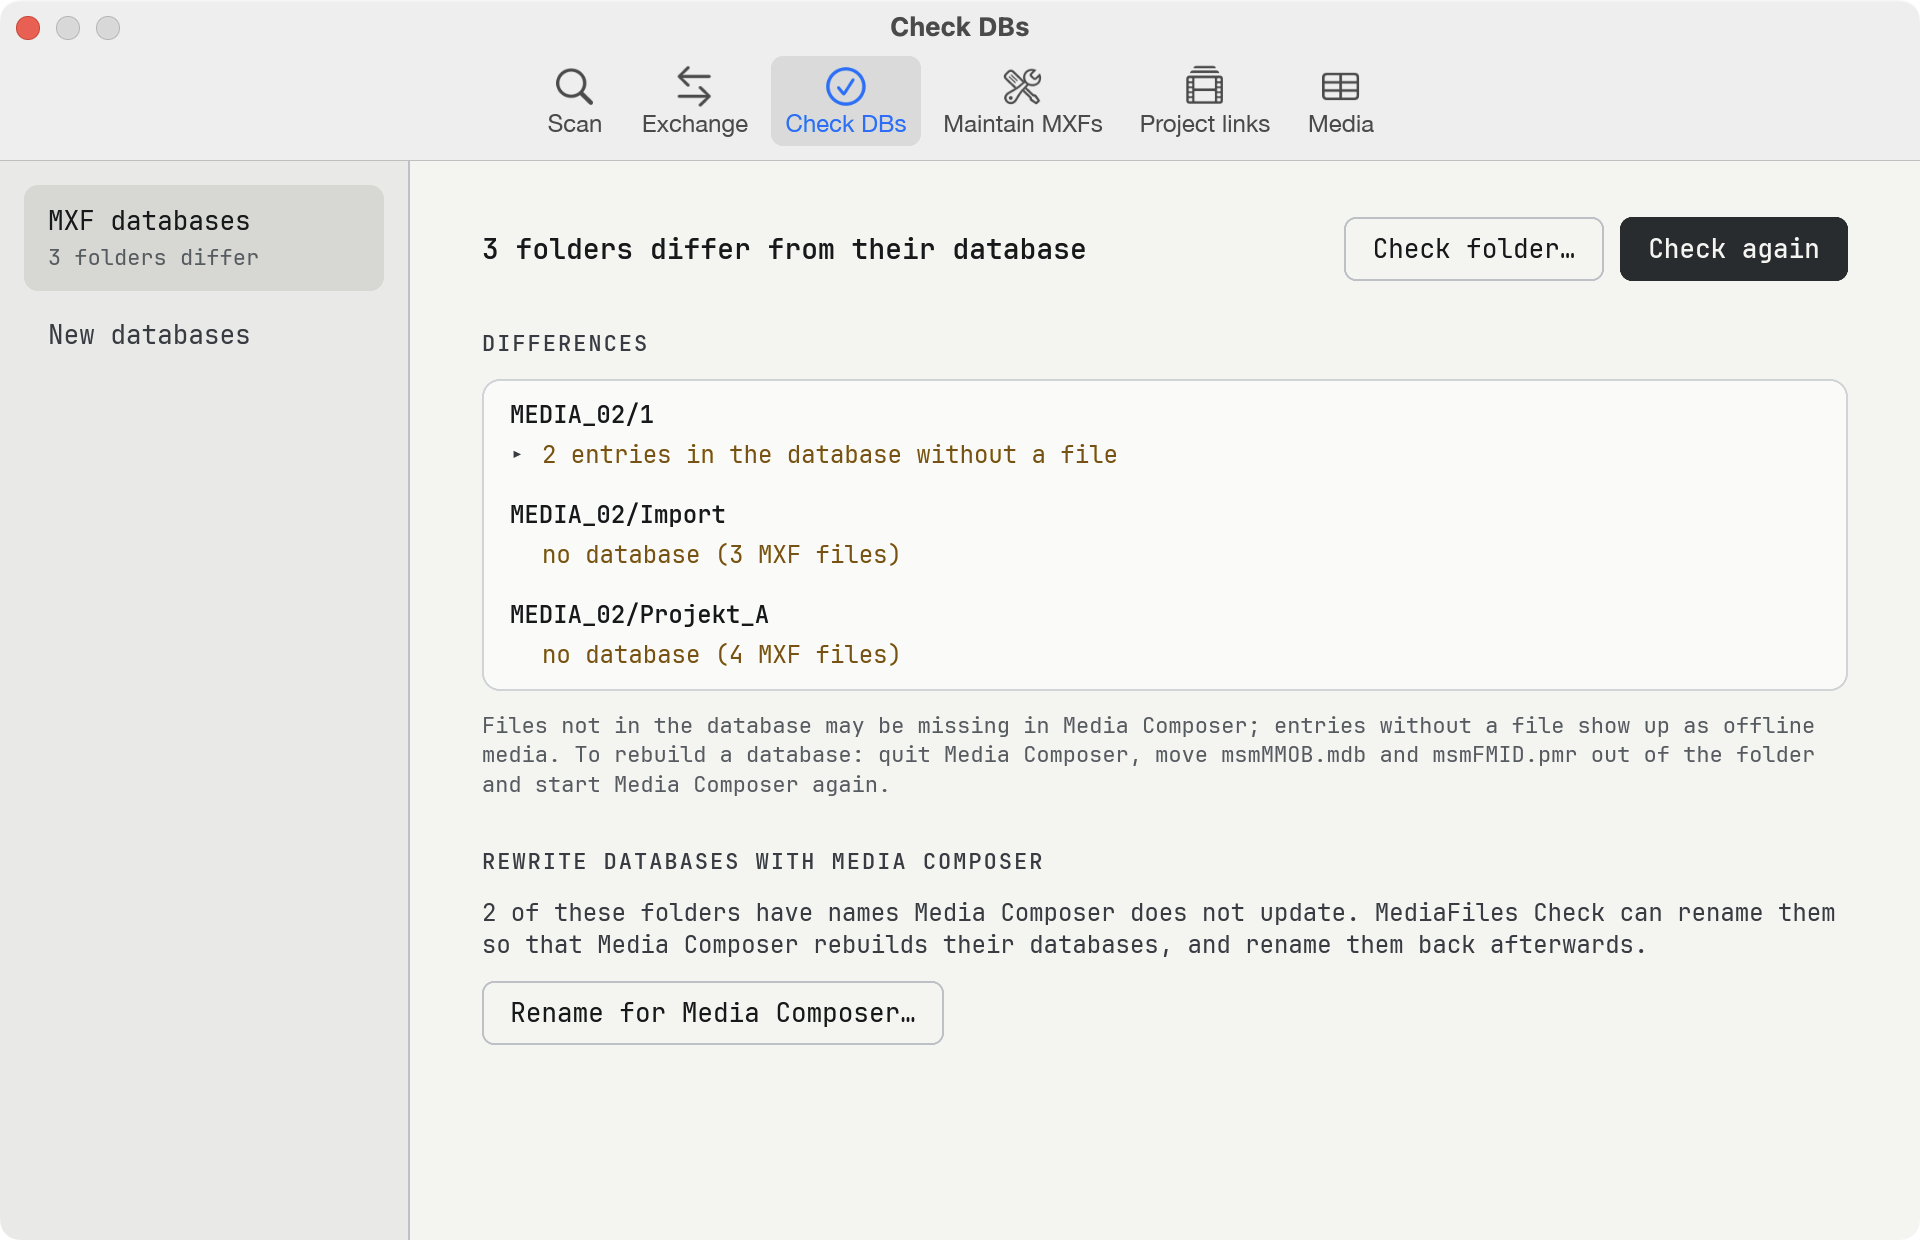 Check DBs
Scan
Exchange
Check DBs
Maintain MXFs
Project links
Media
MXF databases
3 folders differ
New databases
3 folders differ from their database
Check folder…
Check again
DIFFERENCES
MEDIA_02/1
▸ 2 entries in the database without a file
MEDIA_02/Import
no database (3 MXF files)
MEDIA_02/Projekt_A
no database (4 MXF files)
Files not in the database may be missing in Media Composer; entries without a file show up as offline
media. To rebuild a database: quit Media Composer, move msmMMOB.mdb and msmFMID.pmr out of the folder
and start Media Composer again.
REWRITE DATABASES WITH MEDIA COMPOSER
2 of these folders have names Media Composer does not update. MediaFiles Check can rename them
so that Media Composer rebuilds their databases, and rename them back afterwards.
Rename for Media Composer…